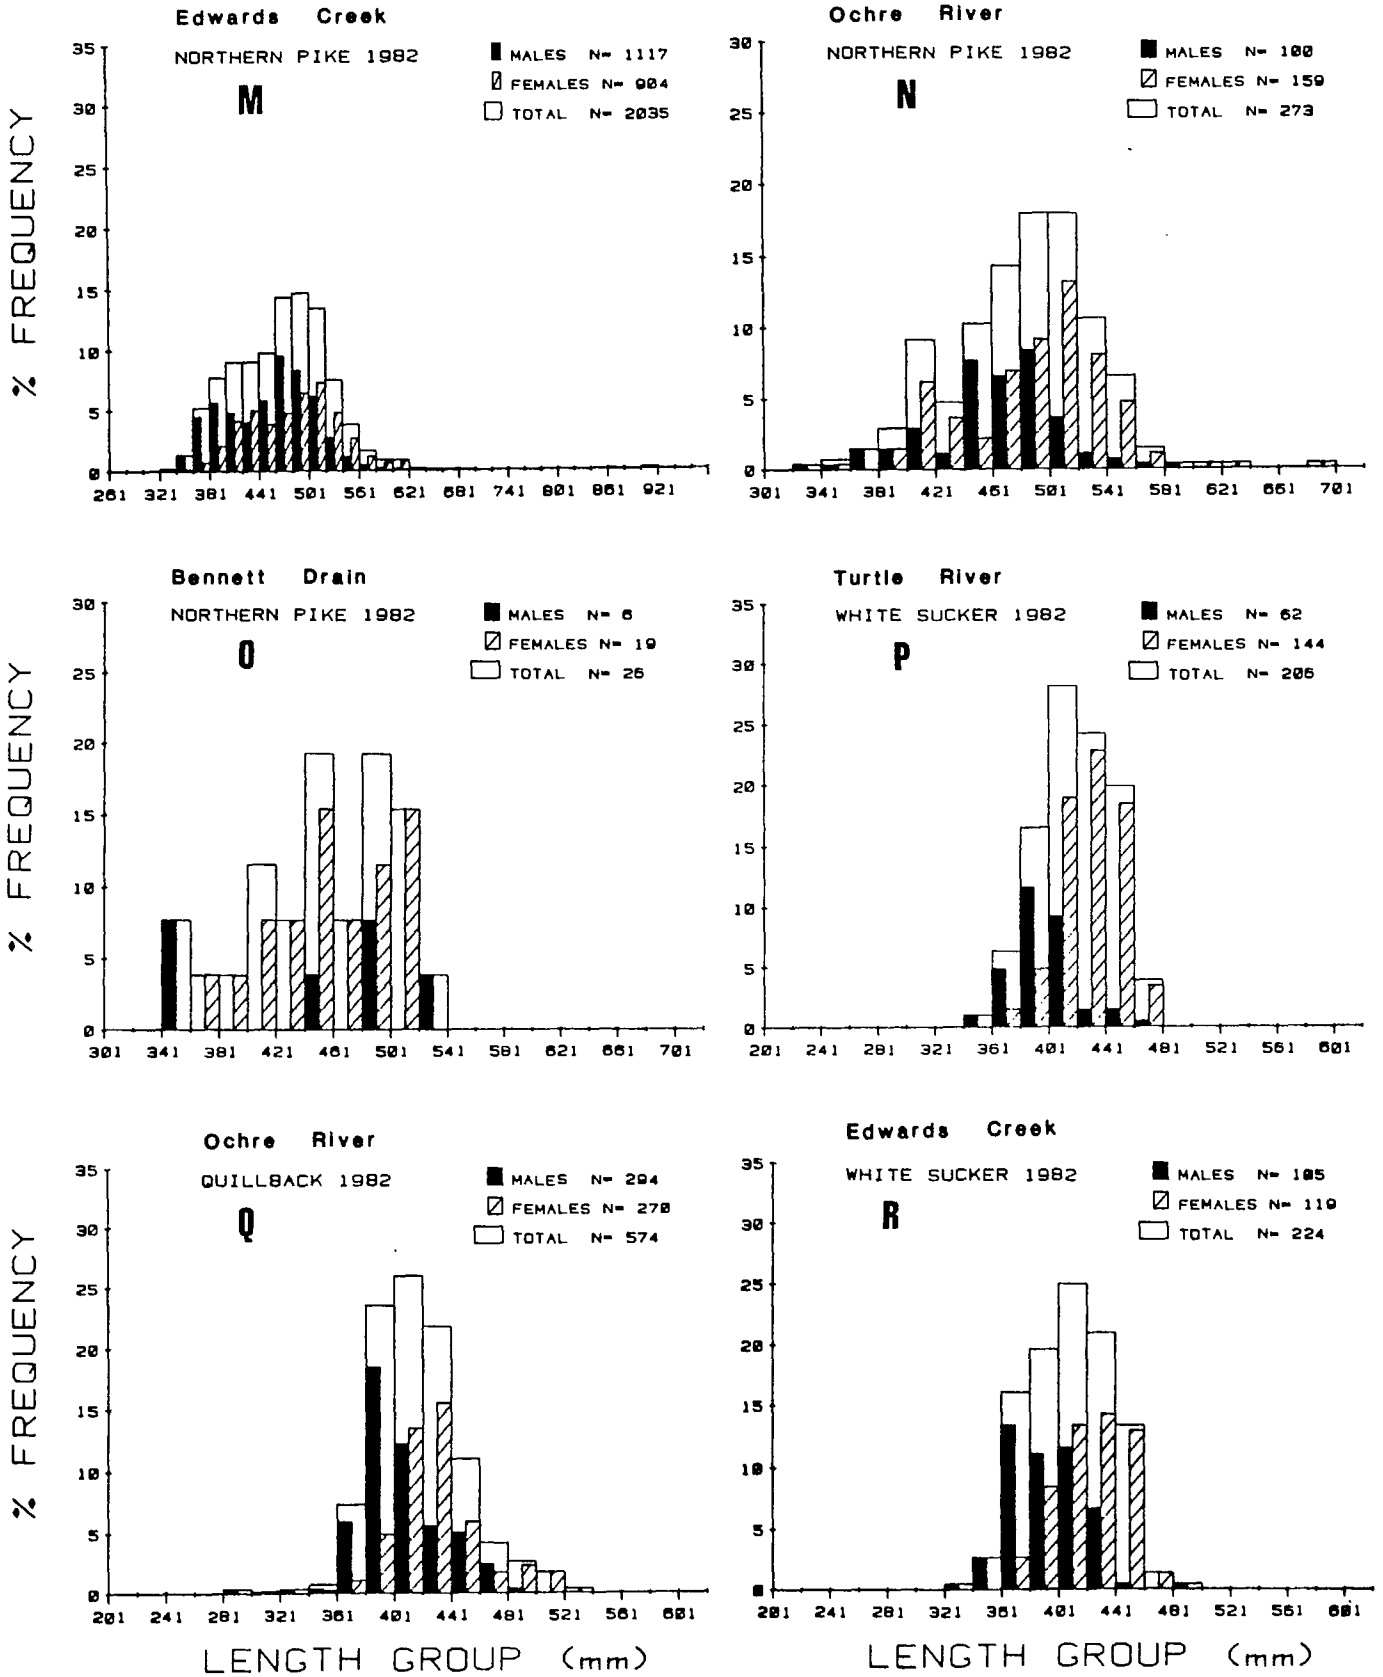 Edwards Creek
NORTHERN PIKE 1982
M
MALES N= 1117
FEMALES N= 904
TOTAL N= 2035
35
30
25
20
15
10
5
0
261 321 381 441 501 561 621 681 741 801 861 921
% FREQUENCY
Ochre River
NORTHERN PIKE 1982
N
MALES N= 100
FEMALES N= 159
TOTAL N= 273
30
25
20
15
10
5
0
301 341 381 421 461 501 541 581 621 661 701
Bennett Drain
NORTHERN PIKE 1982
O
MALES N= 6
FEMALES N= 19
TOTAL N= 26
30
25
20
15
10
5
0
301 341 381 421 461 501 541 581 621 661 701
% FREQUENCY
Turtle River
WHITE SUCKER 1982
P
MALES N= 62
FEMALES N= 144
TOTAL N= 206
35
30
25
20
15
10
5
0
201 241 281 321 361 401 441 481 521 561 601
Ochre River
QUILLBACK 1982
Q
MALES N= 294
FEMALES N= 270
TOTAL N= 574
35
30
25
20
15
10
5
0
201 241 281 321 361 401 441 481 521 561 601
% FREQUENCY
LENGTH GROUP (mm)
Edwards Creek
WHITE SUCKER 1982
R
MALES N= 105
FEMALES N= 119
TOTAL N= 224
35
30
25
20
15
10
5
0
201 241 281 321 361 401 441 481 521 561 601
LENGTH GROUP (mm)